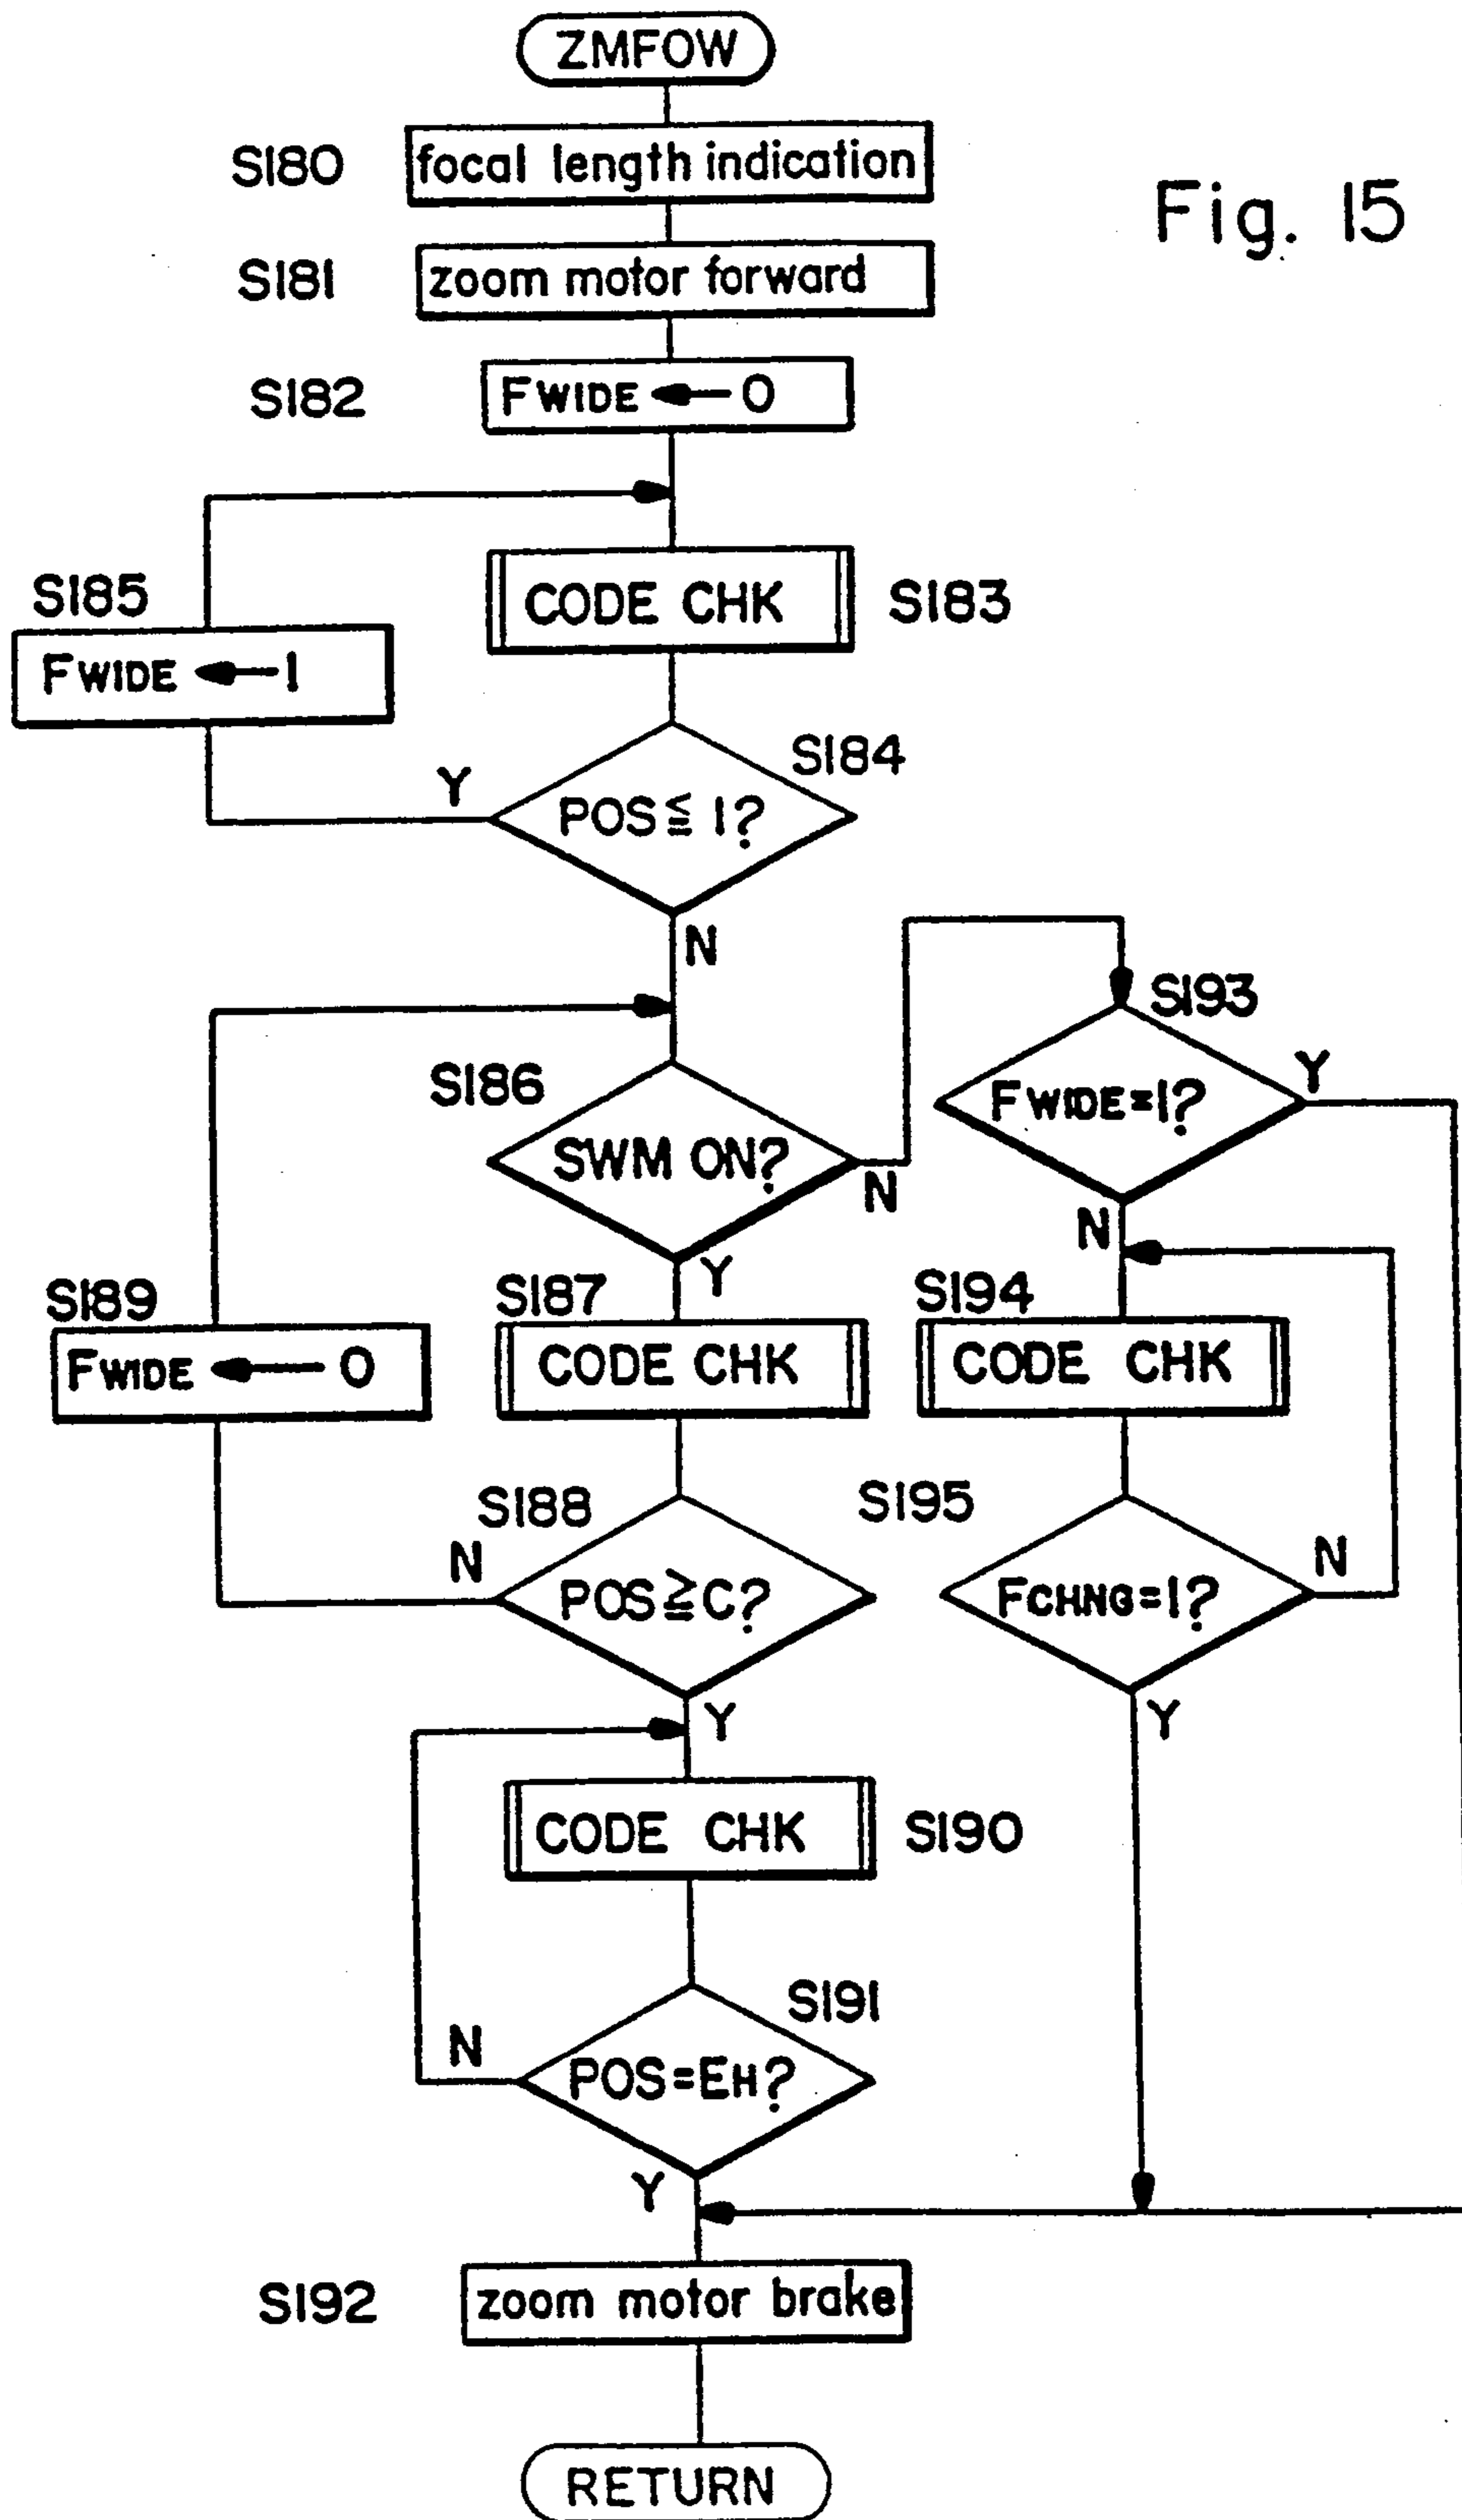 ZMFOW
S180
focal length indication
Fig. 15
S181
zoom motor forward
S182
FWIDE ← 0
S185
CODE CHK
S183
FWIDE ← 1
S184
Y
POS ≦ 1?
N
S193
S186
FWIDE=1?
Y
SWM ON?
N
N
Y
S189
S187
S194
FWIDE ← 0
CODE CHK
CODE CHK
S188
S195
N
N
POS ≧ C?
FCHNG=1?
Y
Y
CODE CHK
S190
S191
N
POS=EH?
Y
S192
zoom motor brake
RETURN